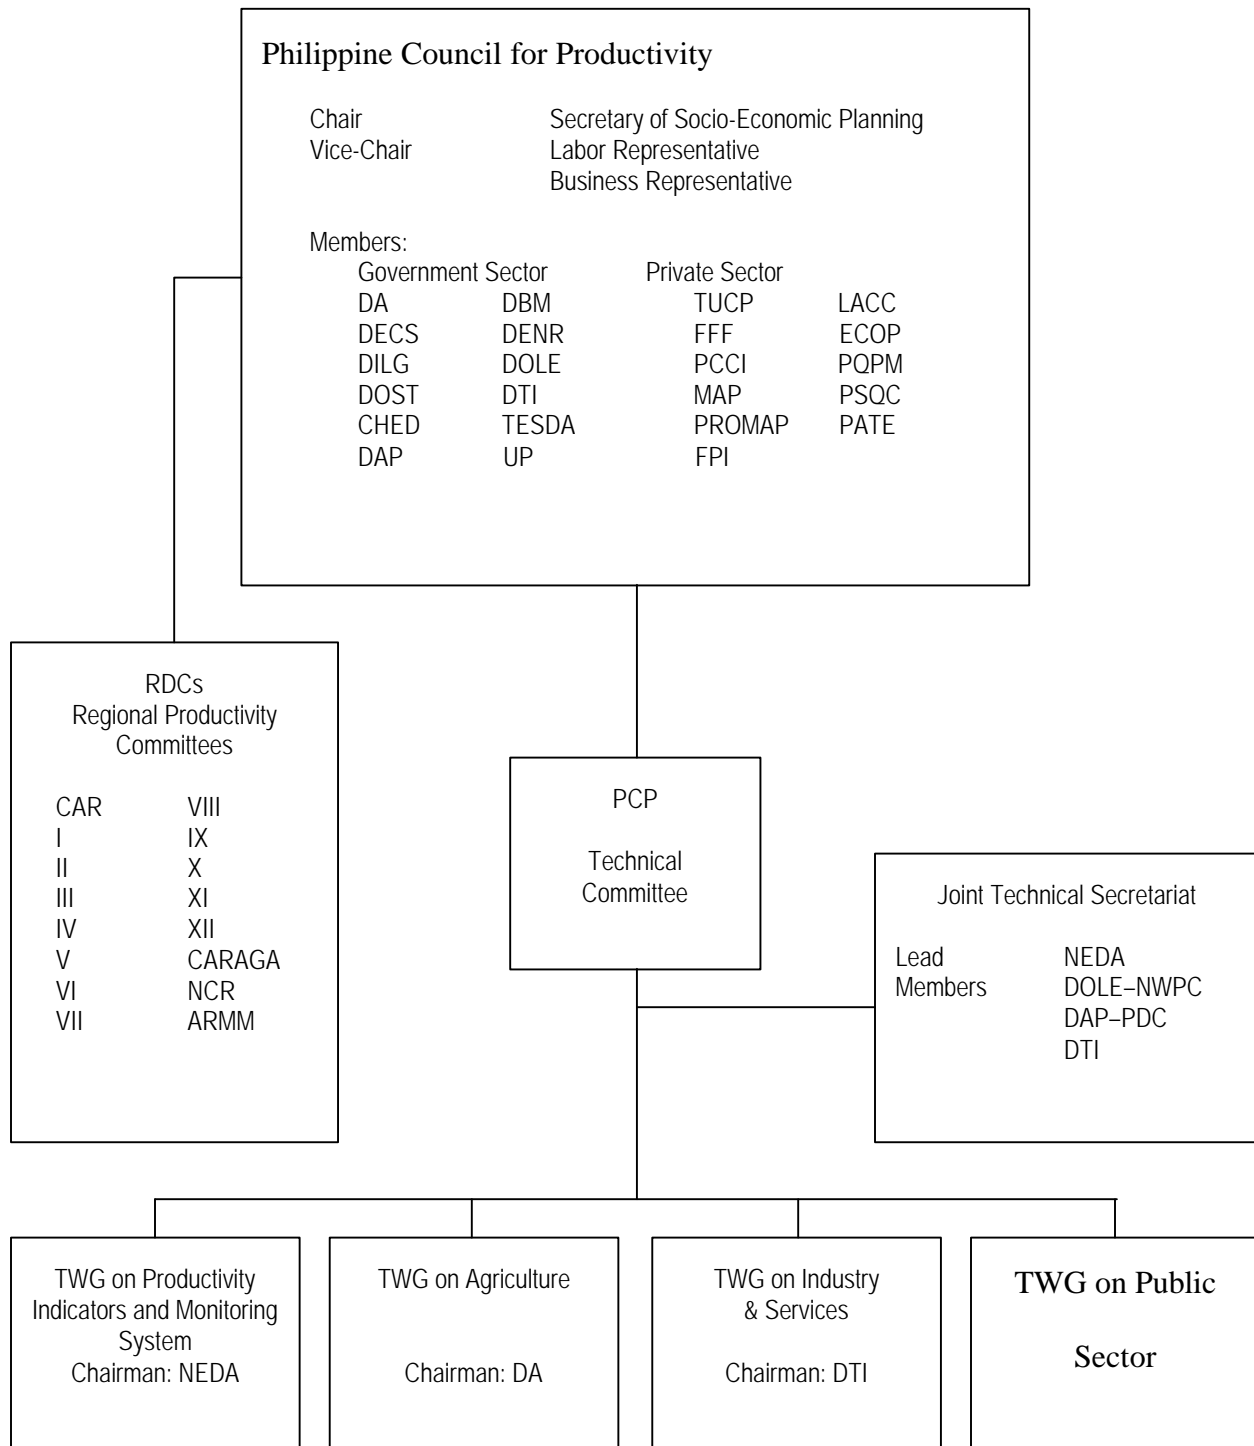 Philippine Council for Productivity
Chair Secretary of Socio-Economic Planning
Vice-Chair Labor Representative
Business Representative
Members:
Government Sector Private Sector
DA DBM TUCP LACC
DECS DENR FFF ECOP
DILG DOLE PCCI PQPM
DOST DTI MAP PSQC
CHED TESDA PROMAP PATE
DAP UP FPI
RDCs
Regional Productivity
Committees
CAR VIII
I IX
II X
III XI
IV XII
V CARAGA
VI NCR
VII ARMM
PCP
Technical
Committee
Joint Technical Secretariat
Lead NEDA
Members DOLE–NWPC
DAP–PDC
DTI
TWG on Productivity
Indicators and Monitoring
System
Chairman: NEDA
TWG on Agriculture
Chairman: DA
TWG on Industry
& Services
Chairman: DTI
TWG on Public
Sector